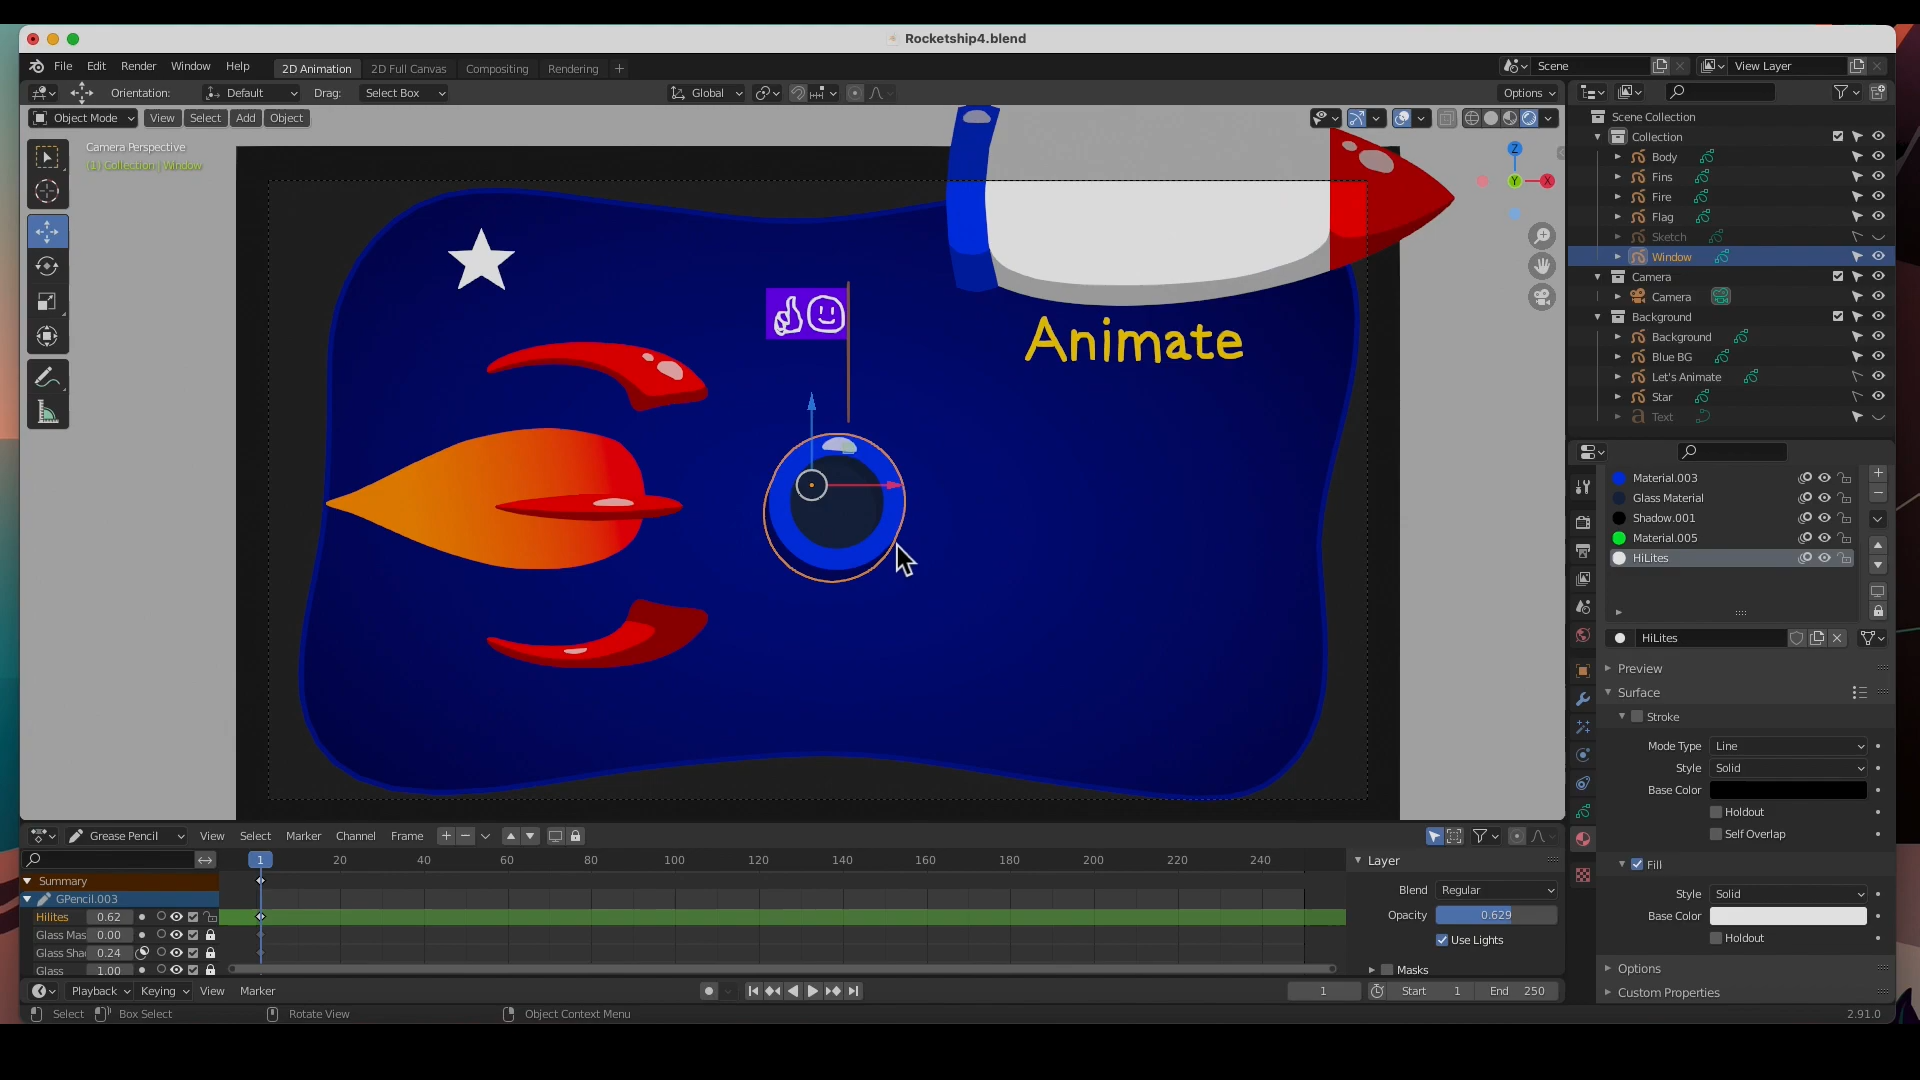 Rocketship4.blend
File Edit Render Window Help 2D Animation 2D Full Canvas Compositing Rendering + Scene View Layer
Orientation: Default Drag: Select Box Global Options
Object Mode View Select Add Object
Camera Perspective
(1) Collection | Window
Z
Y X
Animate
Scene Collection
Collection
Body
Fins
Fire
Flag
Sketch
Window
Camera
Camera
Background
Background
Blue BG
Let's Animate
Star
Text
Material.003
Glass Material
Shadow.001
Material.005
HiLites
HiLites
Preview
Surface
Stroke
Mode Type Line
Style Solid
Base Color
Holdout
Self Overlap
Fill
Style Solid
Base Color
Holdout
Options
Custom Properties
Grease Pencil View Select Marker Channel Frame
1 20 40 60 80 100 120 140 160 180 200 220 240
Summary
GPencil.003
Hilites 0.62
Glass Mas 0.00
Glass Sha 0.24
Glass 1.00
Layer
Blend Regular
Opacity 0.629
Use Lights
Masks
Playback Keying View Marker 1 Start 1 End 250
Select Box Select Rotate View Object Context Menu 2.91.0